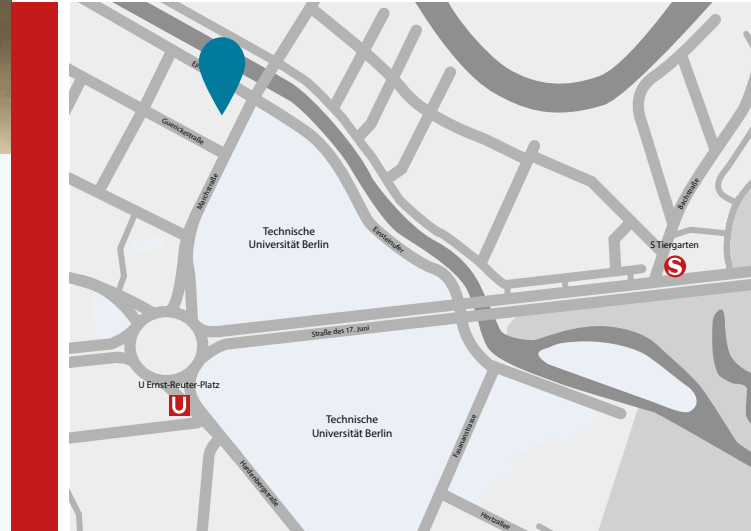 Guerickestraße
Marchstraße
Technische
Universität Berlin
Einsteinufer
Bachstraße
S Tiergarten
S
Straße des 17. Juni
U Ernst-Reuter-Platz
U
Technische
Universität Berlin
Fasananstrasse
Hardenbergstraße
Hertzallee